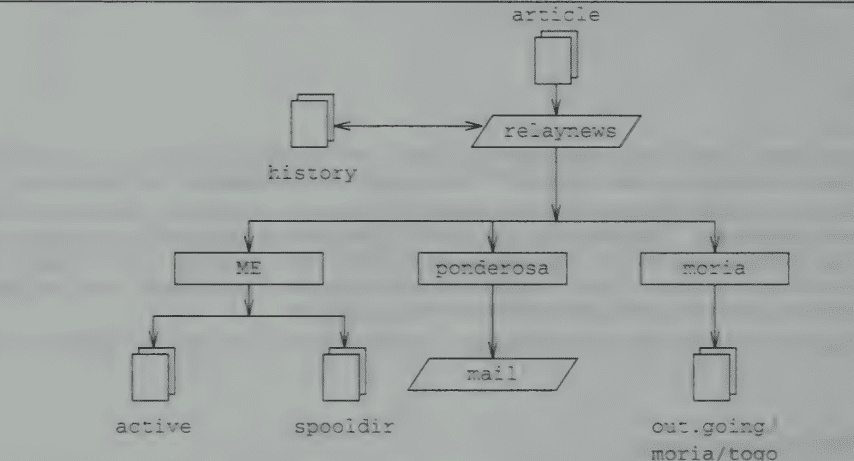 article
relaynews
history
ME
ponderosa
moria
mail
active
spooldir
out.going/
moria/togo